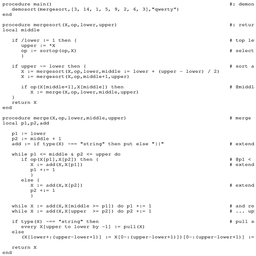 procedure main()                                         #: demon
   demosort(mergesort,[3, 14, 1, 5, 9, 2, 6, 3],"qwerty")
end
procedure mergesort(X,op,lower,upper)                    #: retur
local middle
   if /lower := 1 then {                                 # top le
      upper := *X
      op := sortop(op,X)                                 # select
      }
   if upper ~= lower then {                              # sort a
      X := mergesort(X,op,lower,middle := lower + (upper - lower) / 2)
      X := mergesort(X,op,middle+1,upper)
      if op(X[middle+1],X[middle]) then                  # @middl
         X := merge(X,op,lower,middle,upper)
      }
   return X
end
procedure merge(X,op,lower,middle,upper)                 # merge
local p1,p2,add
   p1 := lower
   p2 := middle + 1
   add := if type(X) ~== "string" then put else "||"     # extend
   while p1 <= middle & p2 <= upper do
      if op(X[p1],X[p2]) then {                          # @p1 <
         X := add(X,X[p1])                               # extend
         p1 +:= 1
         }
      else {
         X := add(X,X[p2])                               # extend
         p2 +:= 1
         }
   while X := add(X,X[middle >= p1]) do p1 +:= 1         # and re
   while X := add(X,X[upper  >= p2]) do p2 +:= 1         # ... up
   if type(X) ~== "string" then                          # pull s
      every X[upper to lower by -1] := pull(X)
   else
      (X[lower+:(upper-lower+1)] := X[0-:(upper-lower+1)])[0-:(upper-lower+1)] :=
   return X
end